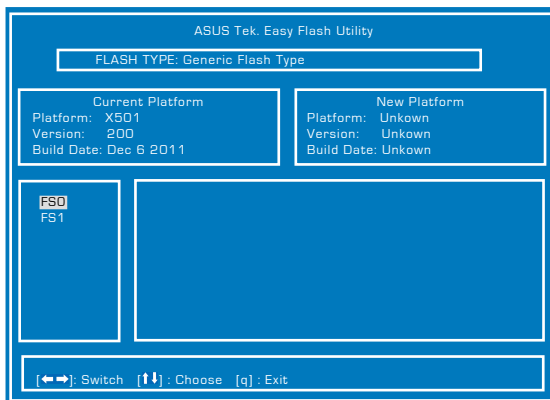 ASUS Tek. Easy Flash Utility
FLASH TYPE: Generic Flash Type
Current Platform
Platform: X501
Version: 200
Build Date: Dec 6 2011
New Platform
Platform: Unkown
Version: Unkown
Build Date: Unkown
FS0
FS1
[←→]: Switch [↑↓] : Choose [q] : Exit